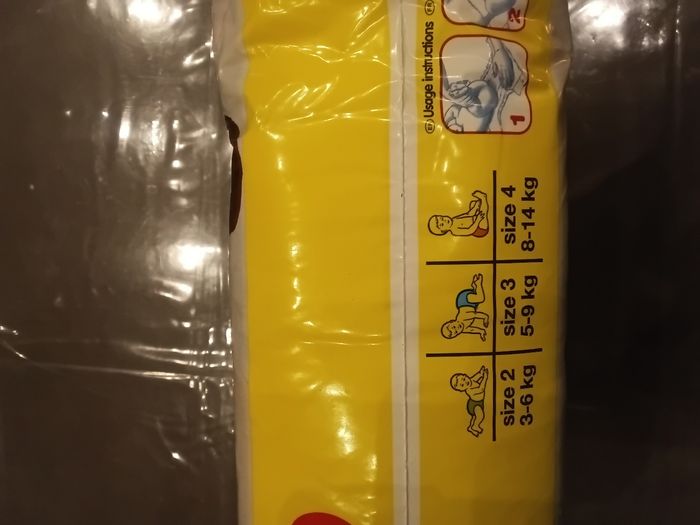 size 2
3-6 kg
size 3
5-9 kg
size 4
8-14 kg
Usage instructions
1
2